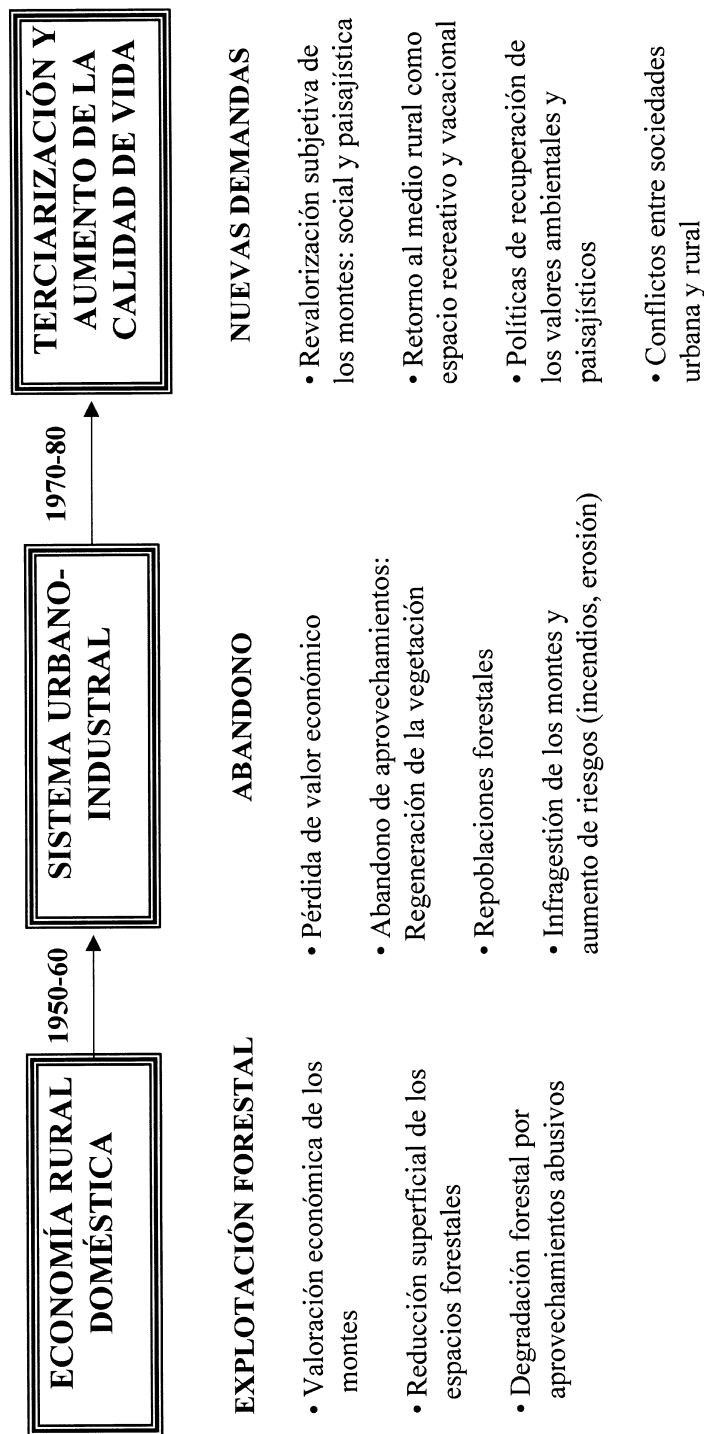 ECONOMÍA RURAL
DOMÉSTICA
1950-60
SISTEMA URBANO-
INDUSTRIAL
1970-80
TERCIARIZACIÓN Y
AUMENTO DE LA
CALIDAD DE VIDA
EXPLOTACIÓN FORESTAL
• Valoración económica de los
montes
• Reducción superficial de los
espacios forestales
• Degradación forestal por
aprovechamientos abusivos
ABANDONO
• Pérdida de valor económico
• Abandono de aprovechamientos:
Regeneración de la vegetación
• Repoblaciones forestales
• Infragestión de los montes y
aumento de riesgos (incendios, erosión)
NUEVAS DEMANDAS
• Revalorización subjetiva de
los montes: social y paisajística
• Retorno al medio rural como
espacio recreativo y vacacional
• Políticas de recuperación de
los valores ambientales y
paisajísticos
• Conflictos entre sociedades
urbana y rural